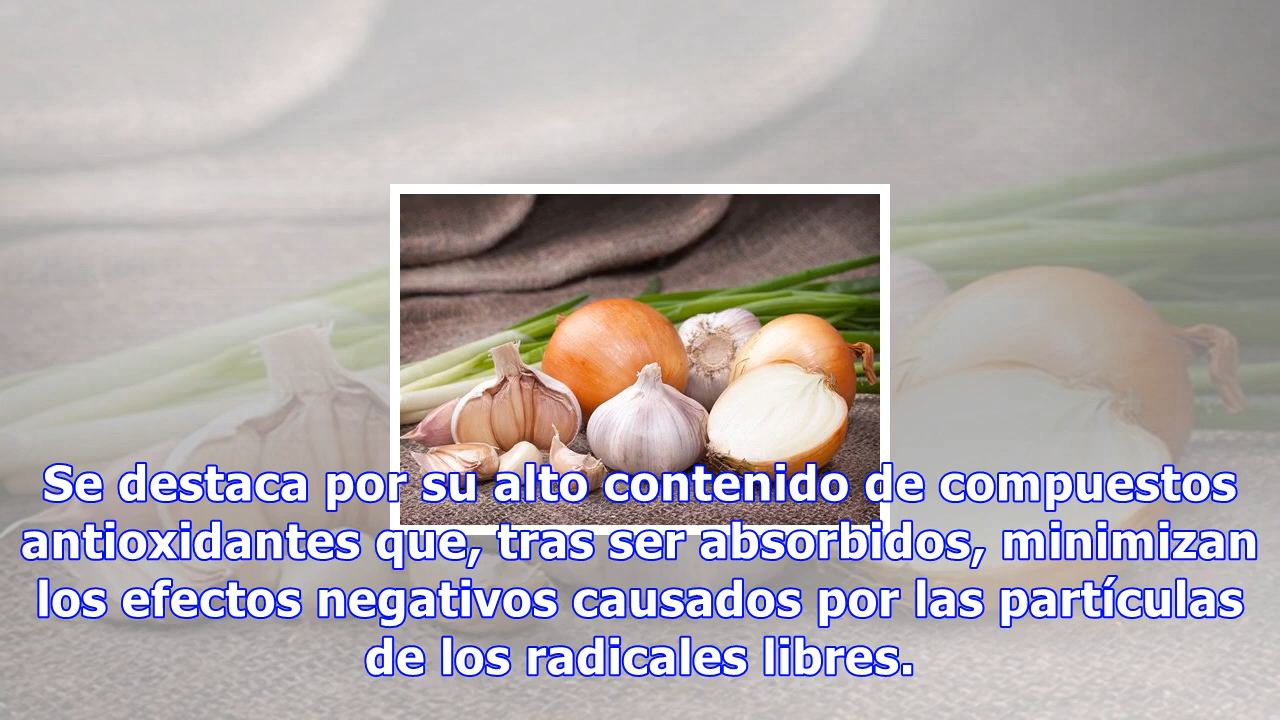 Se destaca por su alto contenido de compuestos
antioxidantes que, tras ser absorbidos, minimizan
los efectos negativos causados por las partículas
de los radicales libres.